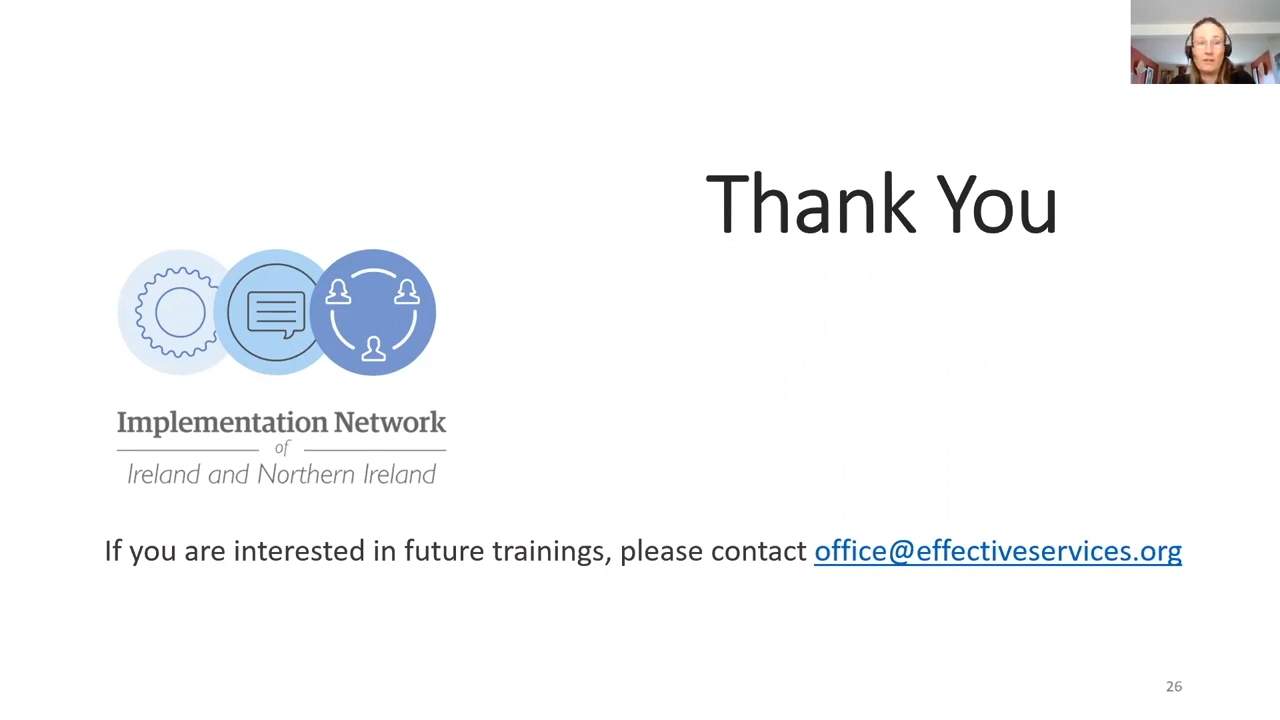 Thank You
Implementation Network
of
Ireland and Northern Ireland
If you are interested in future trainings, please contact office@effectiveservices.org
26